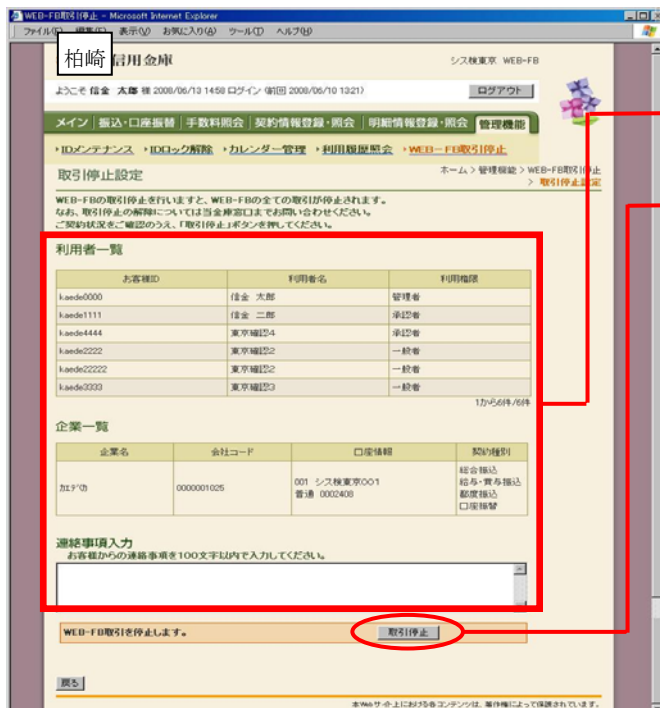 WEB-FB取引停止 - Microsoft Internet Explorer
ファイル(F) 編集(E) 表示(V) お気に入り(A) ツール(T) ヘルプ(H)
柏崎信用金庫
シス検東京 WEB-FB
ようこそ 信金 太郎 様 2008/06/13 14:58 ログイン (前回 2008/06/10 13:21)
ログアウト
メイン 振込・口座振替 手数料照会 契約情報登録・照会 明細情報登録・照会 管理機能
IDメンテナンス IDロック解除 カレンダー管理 利用履歴照会 WEB-FB取引停止
取引停止設定
ホーム > 管理機能 > WEB-FB取引停止
> 取引停止設定
WEB-FBの取引停止を行いますと、WEB-FBの全ての取引が停止されます。
なお、取引停止の解除については当金庫窓口までお問い合わせください。
ご契約状況をご確認のうえ、「取引停止」ボタンを押してください。
利用者一覧
お客様ID 利用者名 利用権限
kaede0000 信金 太郎 管理者
kaede1111 信金 二郎 承認者
kaede4444 東京確認4 承認者
kaede2222 東京確認2 一般者
kaede22222 東京確認2 一般者
kaede3333 東京確認3 一般者
1から6件/6件
企業一覧
企業名 会社コード 口座情報 契約種別
ｶｴﾃﾞ(ｶ 0000001025 001 シス検東京001 普通 0002408 総合振込
給与・賞与振込
都度振込
口座振替
連絡事項入力
お客様からの連絡事項を100文字以内で入力してください。
WEB-FB取引を停止します。 取引停止
戻る
本Webサイト上における各コンテンツは、著作権によって保護されています。